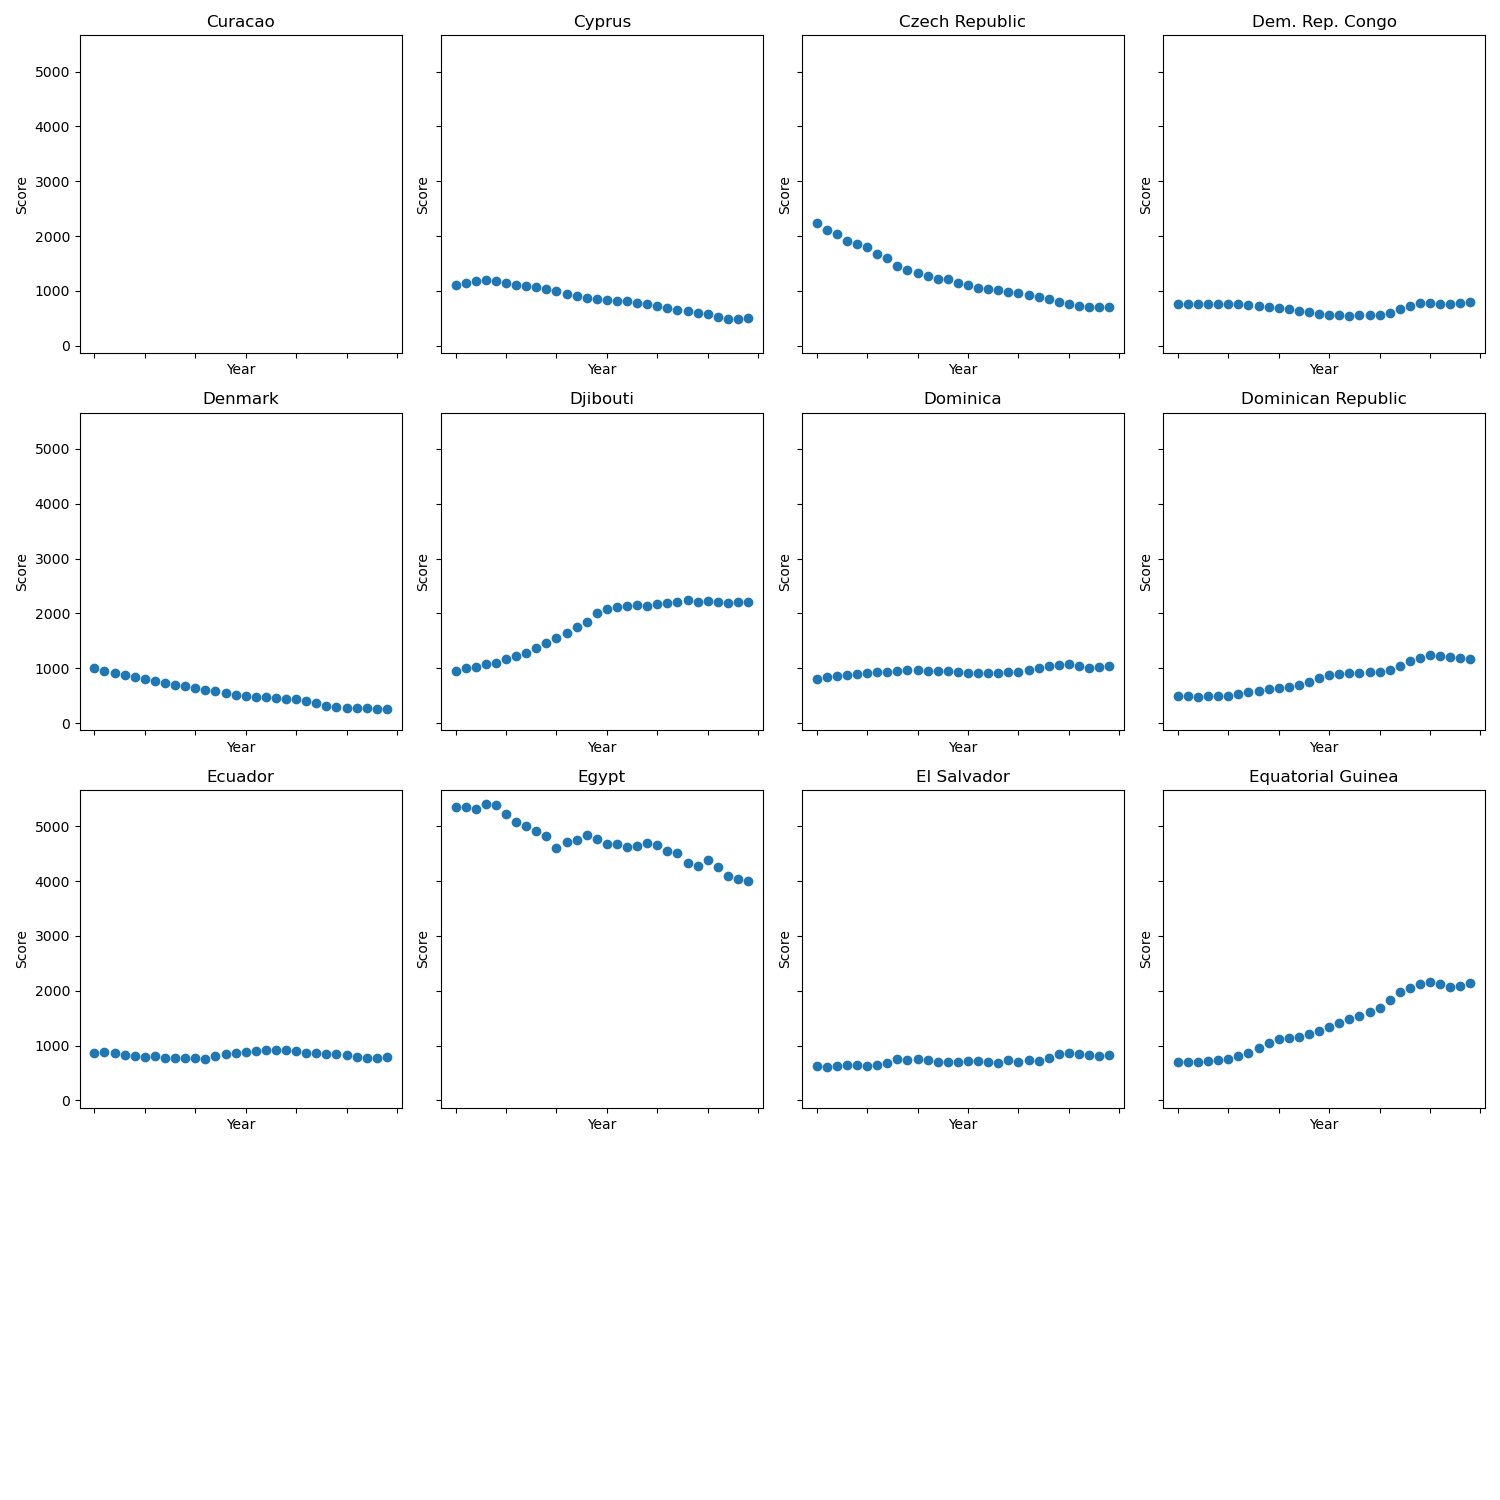 Curacao Cyprus Czech Republic Dem. Rep. Congo
5000
4000
3000
2000
1000
0
Score Score Score Score
Year Year Year Year
Denmark Djibouti Dominica Dominican Republic
5000
4000
3000
2000
1000
0
Score Score Score Score
Year Year Year Year
Ecuador Egypt El Salvador Equatorial Guinea
5000
4000
3000
2000
1000
0
Score Score Score Score
Year Year Year Year